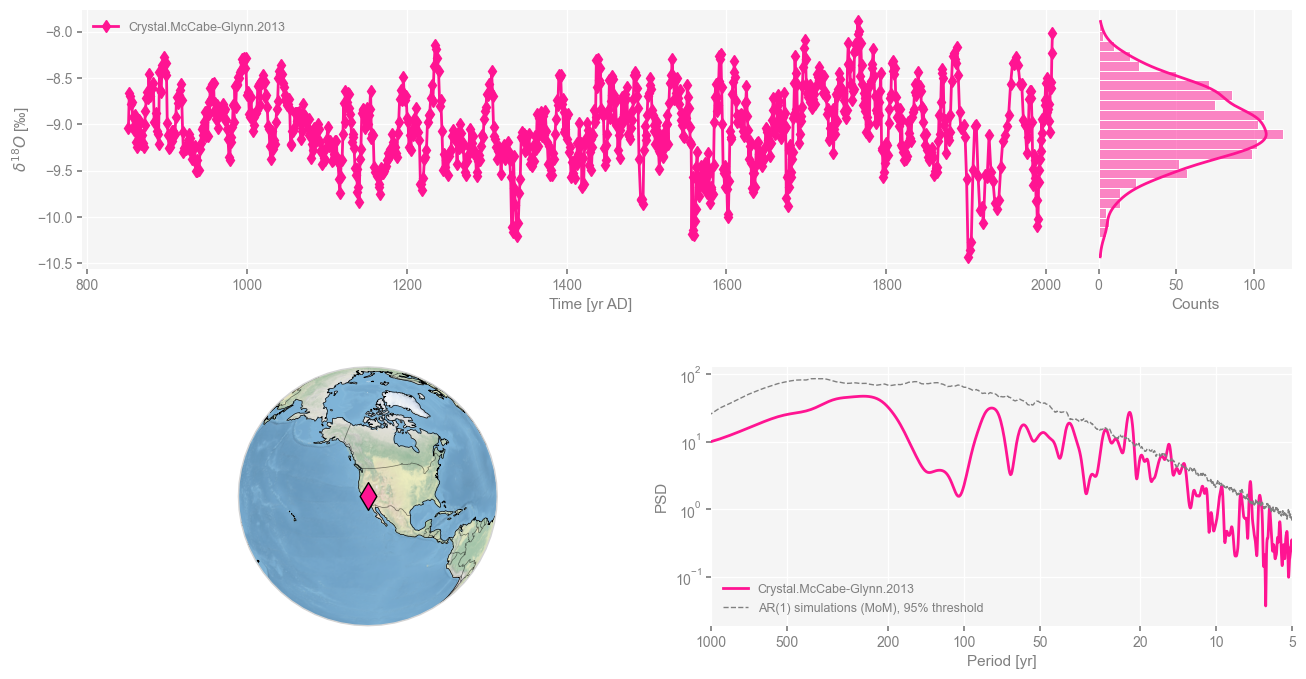 Crystal.McCabe-Glynn.2013
δ¹⁸O [‰]
−8.0
−8.5
−9.0
−9.5
−10.0
−10.5
800 1000 1200 1400 1600 1800 2000
Time [yr AD]
0 50 100
Counts
PSD
10²
10¹
10⁰
10⁻¹
Crystal.McCabe-Glynn.2013
AR(1) simulations (MoM), 95% threshold
1000 500 200 100 50 20 10 5
Period [yr]